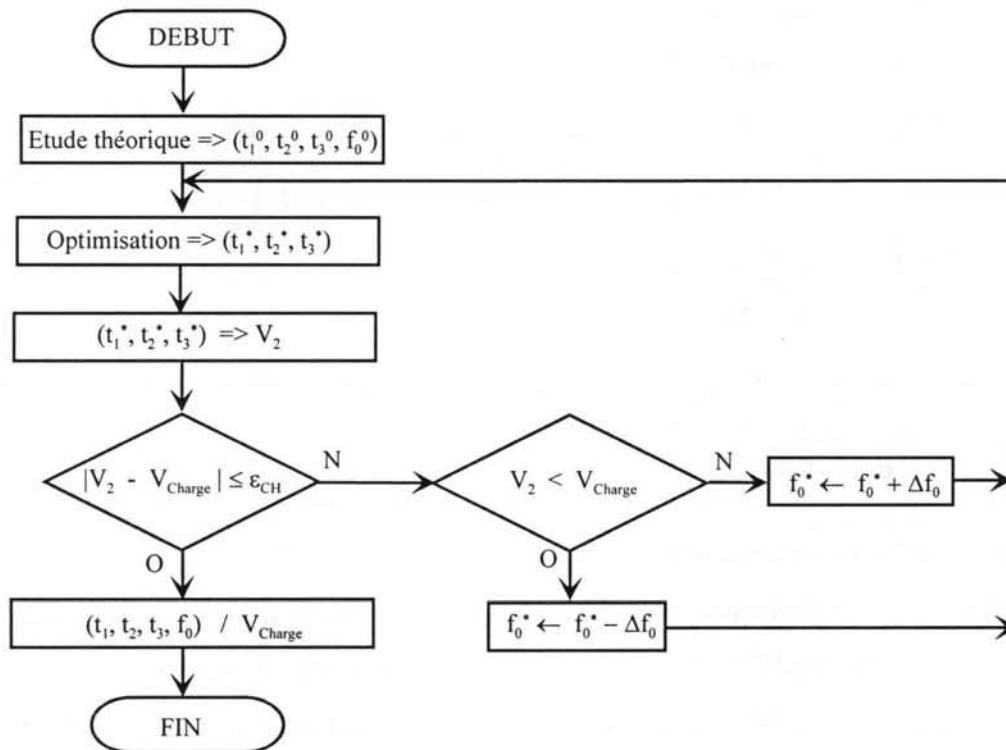 DEBUT
Etude théorique => (t₁⁰, t₂⁰, t₃⁰, f₀⁰)
Optimisation => (t₁*, t₂*, t₃*)
(t₁*, t₂*, t₃*) => V₂
|V₂ - V_Charge| ≤ ε_CH
N
V₂ < V_Charge
N
f₀* ← f₀* + Δf₀
O
O
(t₁, t₂, t₃, f₀) / V_Charge
f₀* ← f₀* − Δf₀
FIN